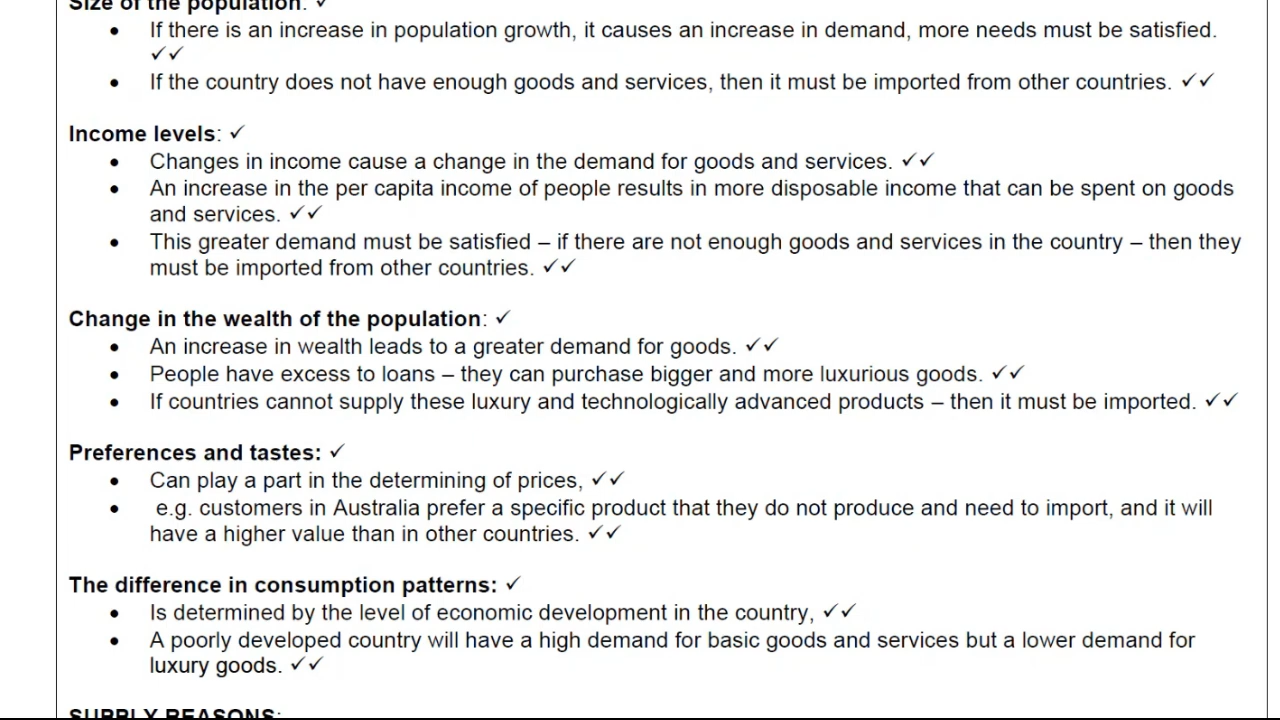 Size of the population: ✓
• If there is an increase in population growth, it causes an increase in demand, more needs must be satisfied.
✓✓
• If the country does not have enough goods and services, then it must be imported from other countries. ✓✓
Income levels: ✓
• Changes in income cause a change in the demand for goods and services. ✓✓
• An increase in the per capita income of people results in more disposable income that can be spent on goods
and services. ✓✓
• This greater demand must be satisfied – if there are not enough goods and services in the country – then they
must be imported from other countries. ✓✓
Change in the wealth of the population: ✓
• An increase in wealth leads to a greater demand for goods. ✓✓
• People have excess to loans – they can purchase bigger and more luxurious goods. ✓✓
• If countries cannot supply these luxury and technologically advanced products – then it must be imported. ✓✓
Preferences and tastes: ✓
• Can play a part in the determining of prices, ✓✓
• e.g. customers in Australia prefer a specific product that they do not produce and need to import, and it will
have a higher value than in other countries. ✓✓
The difference in consumption patterns: ✓
• Is determined by the level of economic development in the country, ✓✓
• A poorly developed country will have a high demand for basic goods and services but a lower demand for
luxury goods. ✓✓
SUPPLY REASONS: